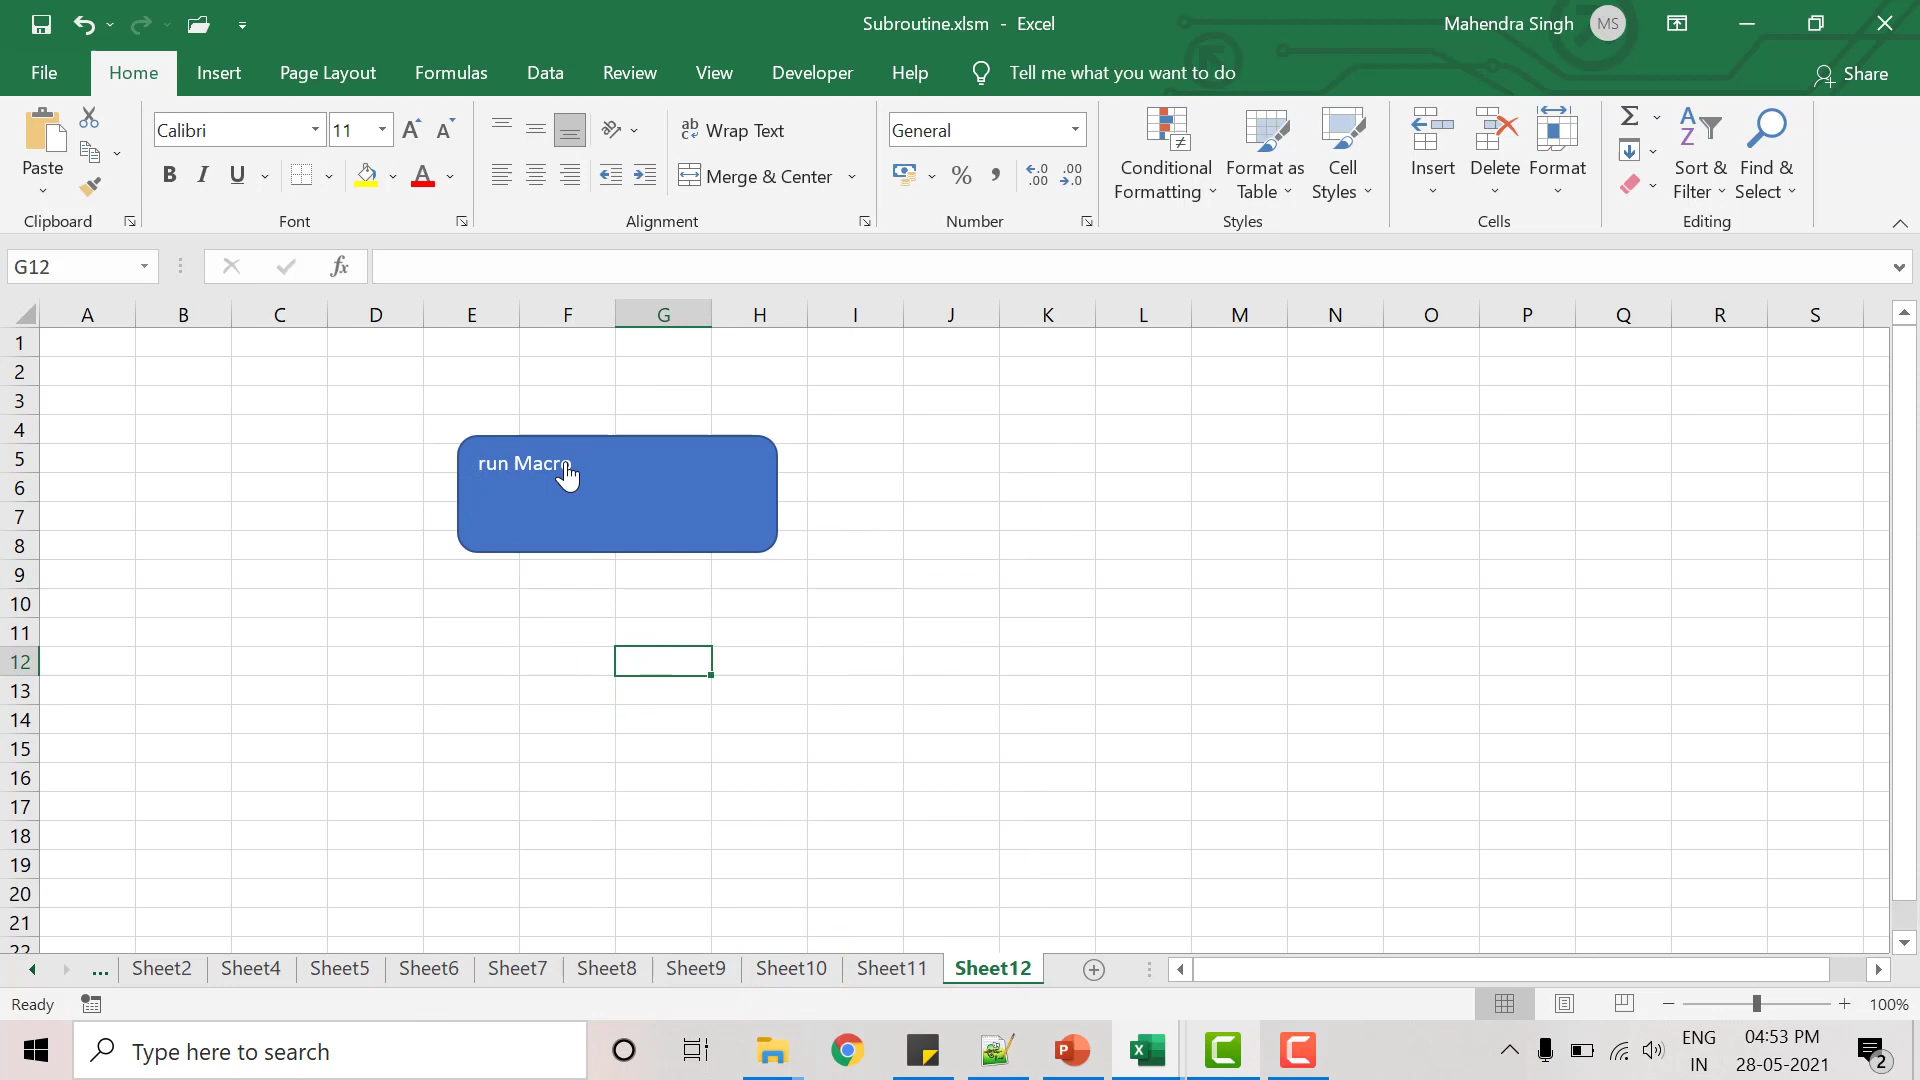 Subroutine.xlsm - Excel
Mahendra Singh
MS
File
Home
Insert
Page Layout
Formulas
Data
Review
View
Developer
Help
Tell me what you want to do
Share
Paste
Clipboard
Calibri
11
B I U
Font
Wrap Text
Merge & Center
Alignment
General
Number
Conditional
Formatting
Format as
Table
Cell
Styles
Styles
Insert
Delete
Format
Cells
Sort &
Filter
Find &
Select
Editing
G12
fx
A B C D E F G H I J K L M N O P Q R S
1
2
3
4
5
6
7
8
9
10
11
12
13
14
15
16
17
18
19
20
21
22
run Macro
... Sheet2 Sheet4 Sheet5 Sheet6 Sheet7 Sheet8 Sheet9 Sheet10 Sheet11 Sheet12
Ready
100%
Type here to search
ENG
IN
04:53 PM
28-05-2021
2